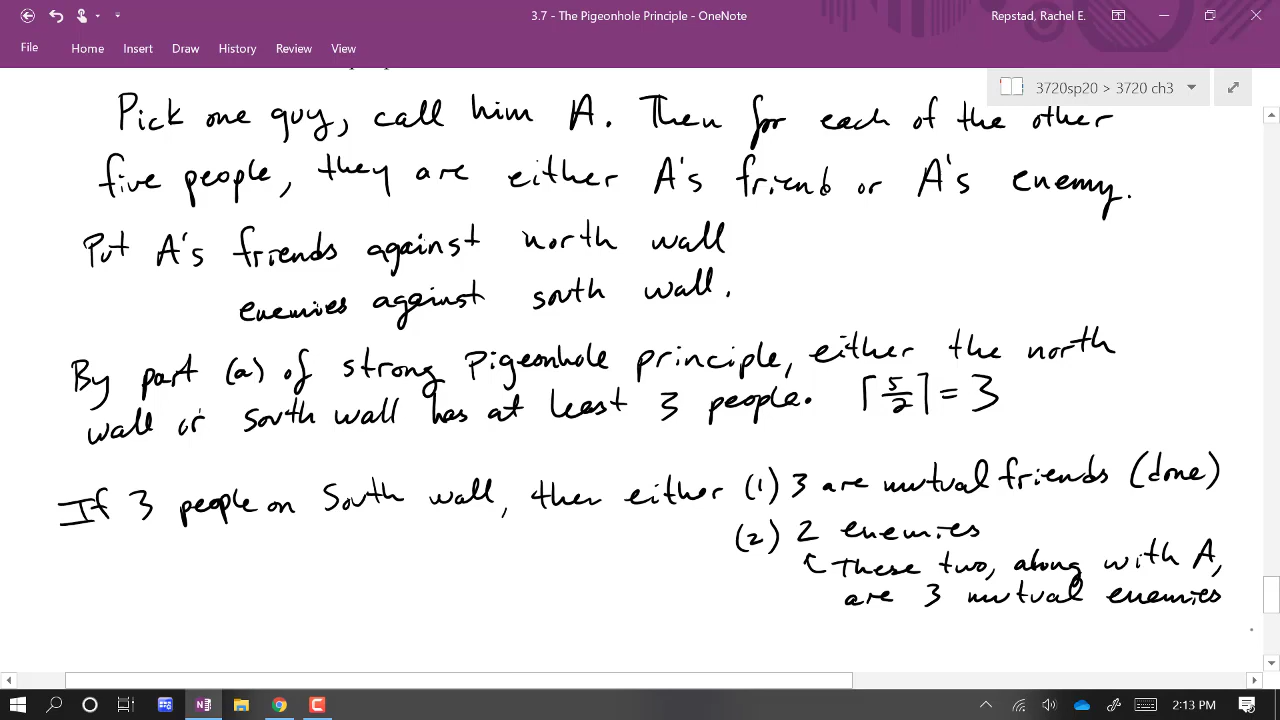 3.7 - The Pigeonhole Principle - OneNote
Repstad, Rachel E.
File Home Insert Draw History Review View
3720sp20 > 3720 ch3
Pick one guy, call him A. Then for each of the other
five people, they are either A's friend or A's enemy.
Put A's friends against north wall
enemies against south wall.
By part (a) of strong Pigeonhole principle, either the north
wall or south wall has at least 3 people. ⌈5/2⌉ = 3
If 3 people on South wall, then either (1) 3 are mutual friends (done)
(2) 2 enemies
These two, along with A,
are 3 mutual enemies
2:13 PM